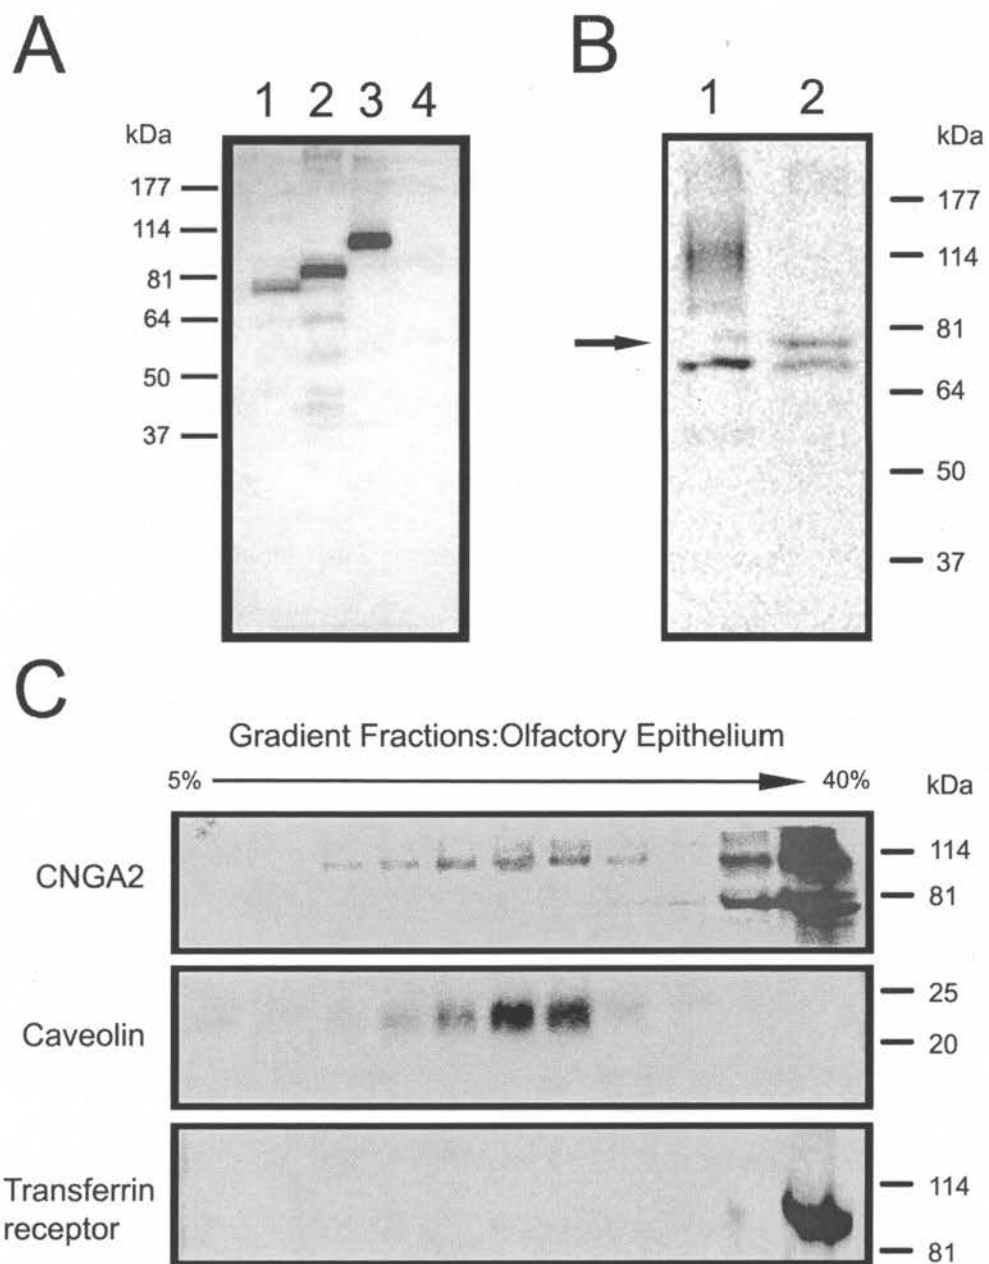 A
B
1 2 3 4
1 2
kDa
177
114
81
64
50
37
kDa
177
114
81
64
50
37
C
Gradient Fractions:Olfactory Epithelium
5%
40%
kDa
CNGA2
114
81
Caveolin
25
20
Transferrin
receptor
114
81